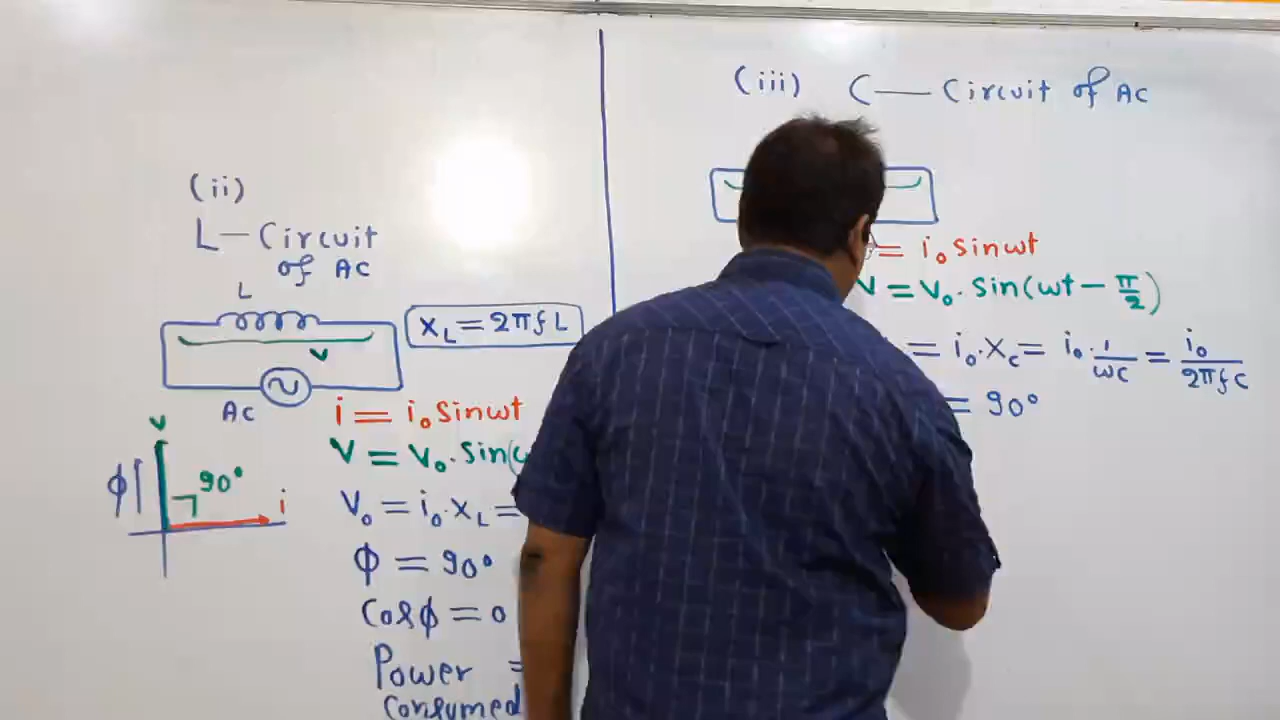 (ii)
L — Circuit
of AC
L
X_L = 2πfL
V
AC
i = i₀ sinωt
V
V = V₀ · Sin(
90°
φ
i
V₀ = i₀·X_L =
φ = 90°
Cosφ = 0
Power =
Consumed
(iii) C — Circuit of AC
= i₀ sinωt
V = V₀ · Sin(ωt − π/2)
= i₀·X_C = i₀ · 1/ωC = i₀/2πfC
= 90°